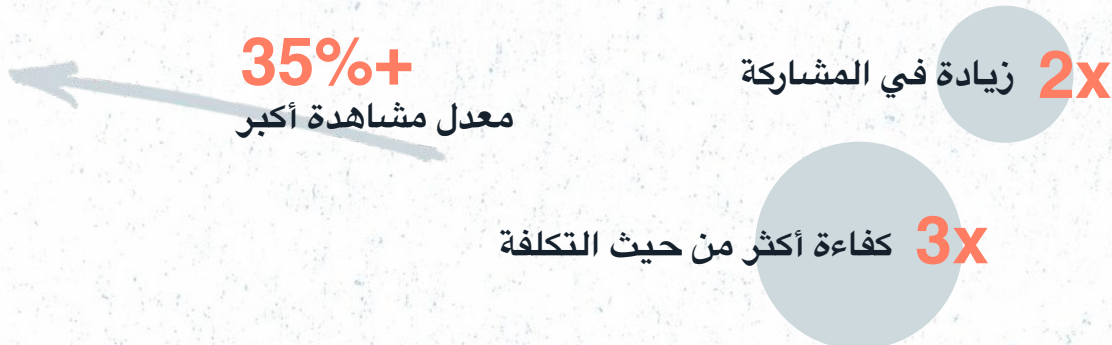 2x زيادة في المشاركة
35%+
معدل مشاهدة أكبر
3x كفاءة أكثر من حيث التكلفة